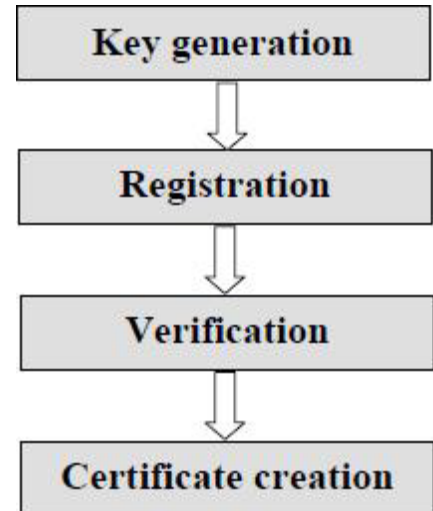 Key generation
Registration
Verification
Certificate creation